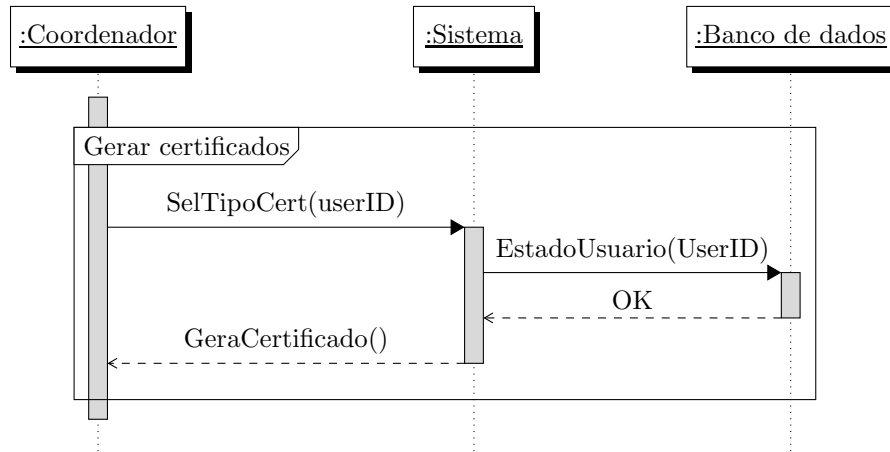 :Coordenador
:Sistema
:Banco de dados
Gerar certificados
SelTipoCert(userID)
EstadoUsuario(UserID)
OK
GeraCertificado()